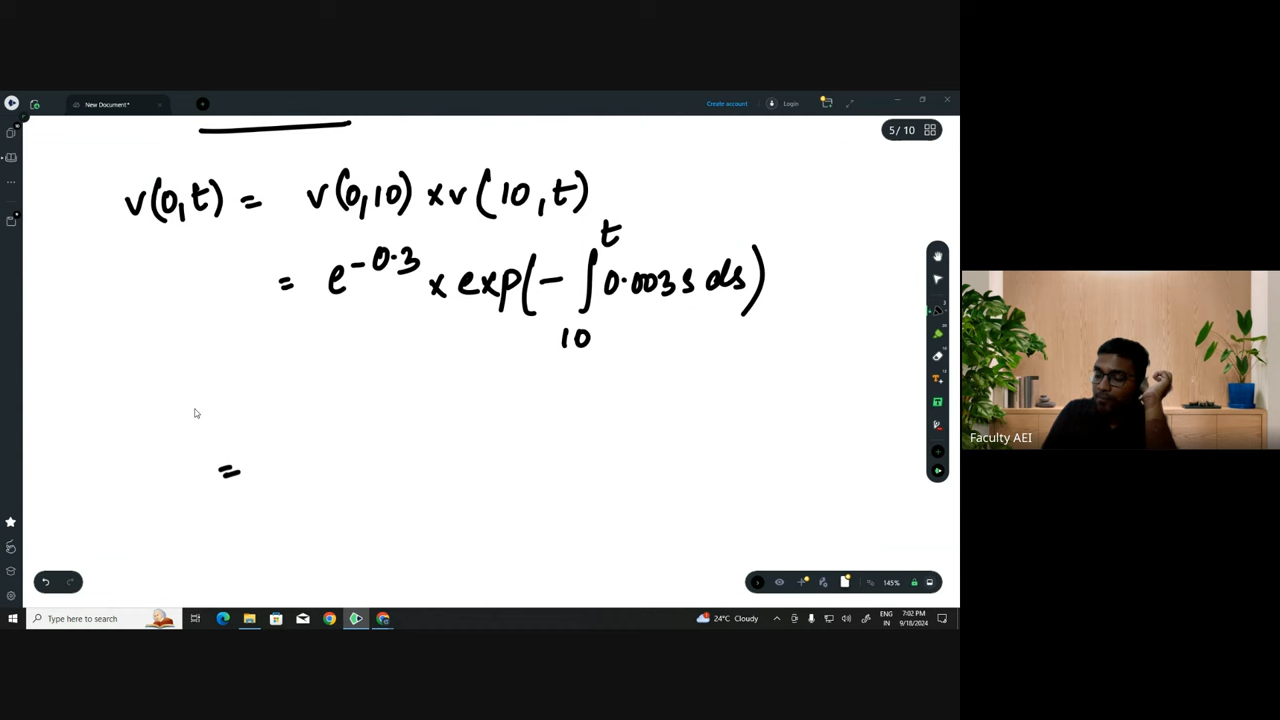 New Document*
Create account
Login
5/10
v(0,t) = v(0,10) × v(10,t)
= e^-0.3 × exp(-∫_10^t 0.003s ds)
=
Faculty AEI
145%
Type here to search
24°C Cloudy
ENG
IN
7:02 PM
9/18/2024